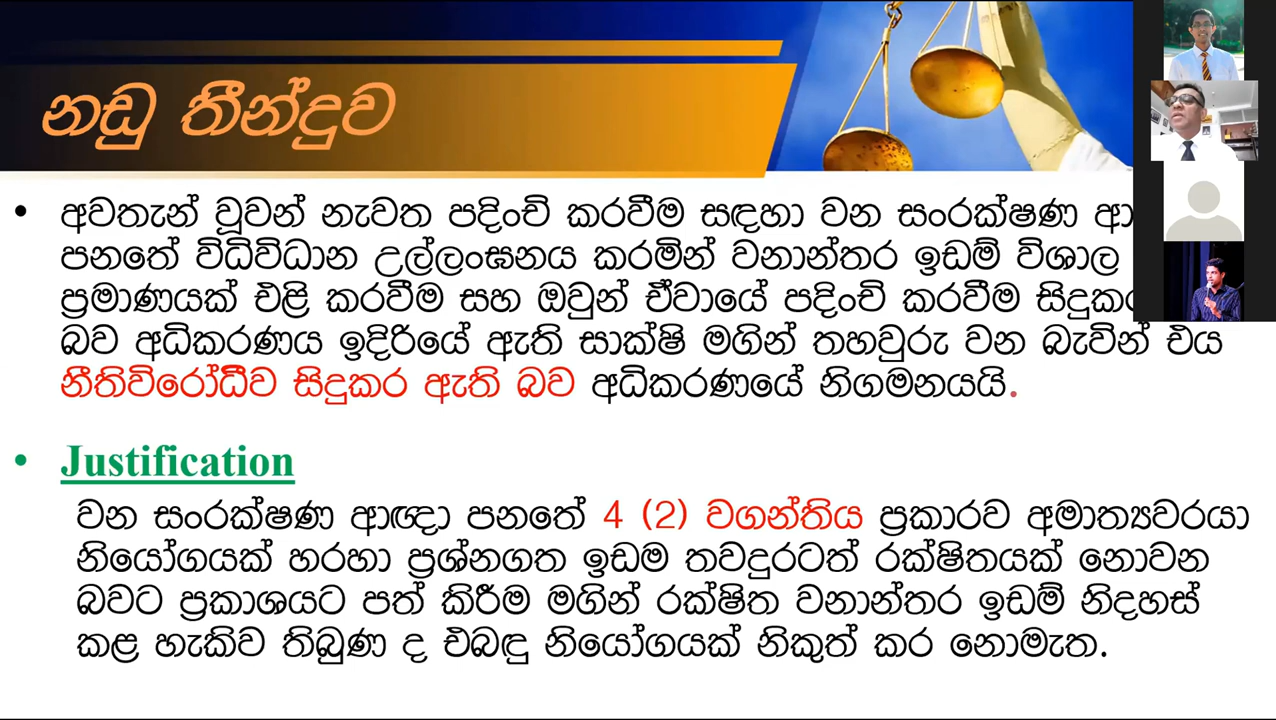 නඩු තීන්දුව
• අවතැන් වූවන් නැවත පදිංචි කරවීම සඳහා වන සංරක්ෂණ
පනතේ විධිවිධාන උල්ලංඝනය කරමින් වනාන්තර ඉඩම් විශාල
ප්‍රමාණයක් එළි කරවීම සහ ඔවුන් ඒවායේ පදිංචි කරවීම
බව අධිකරණය ඉදිරියේ ඇති සාක්ෂි මගින් තහවුරු වන බැවින් එය
නීතිවිරෝධීව සිදුකර ඇති බව අධිකරණයේ නිගමනයයි.
• Justification
වන සංරක්ෂණ ආඥා පනතේ 4 (2) වගන්තිය ප්‍රකාරව අමාත්‍යවරයා
නියෝගයක් හරහා ප්‍රශ්නගත ඉඩම තවදුරටත් රක්ෂිතයක් නොවන
බවට ප්‍රකාශයට පත් කිරීම මගින් රක්ෂිත වනාන්තර ඉඩම් නිදහස්
කළ හැකිව තිබුණ ද එබඳු නියෝගයක් නිකුත් කර නොමැත.